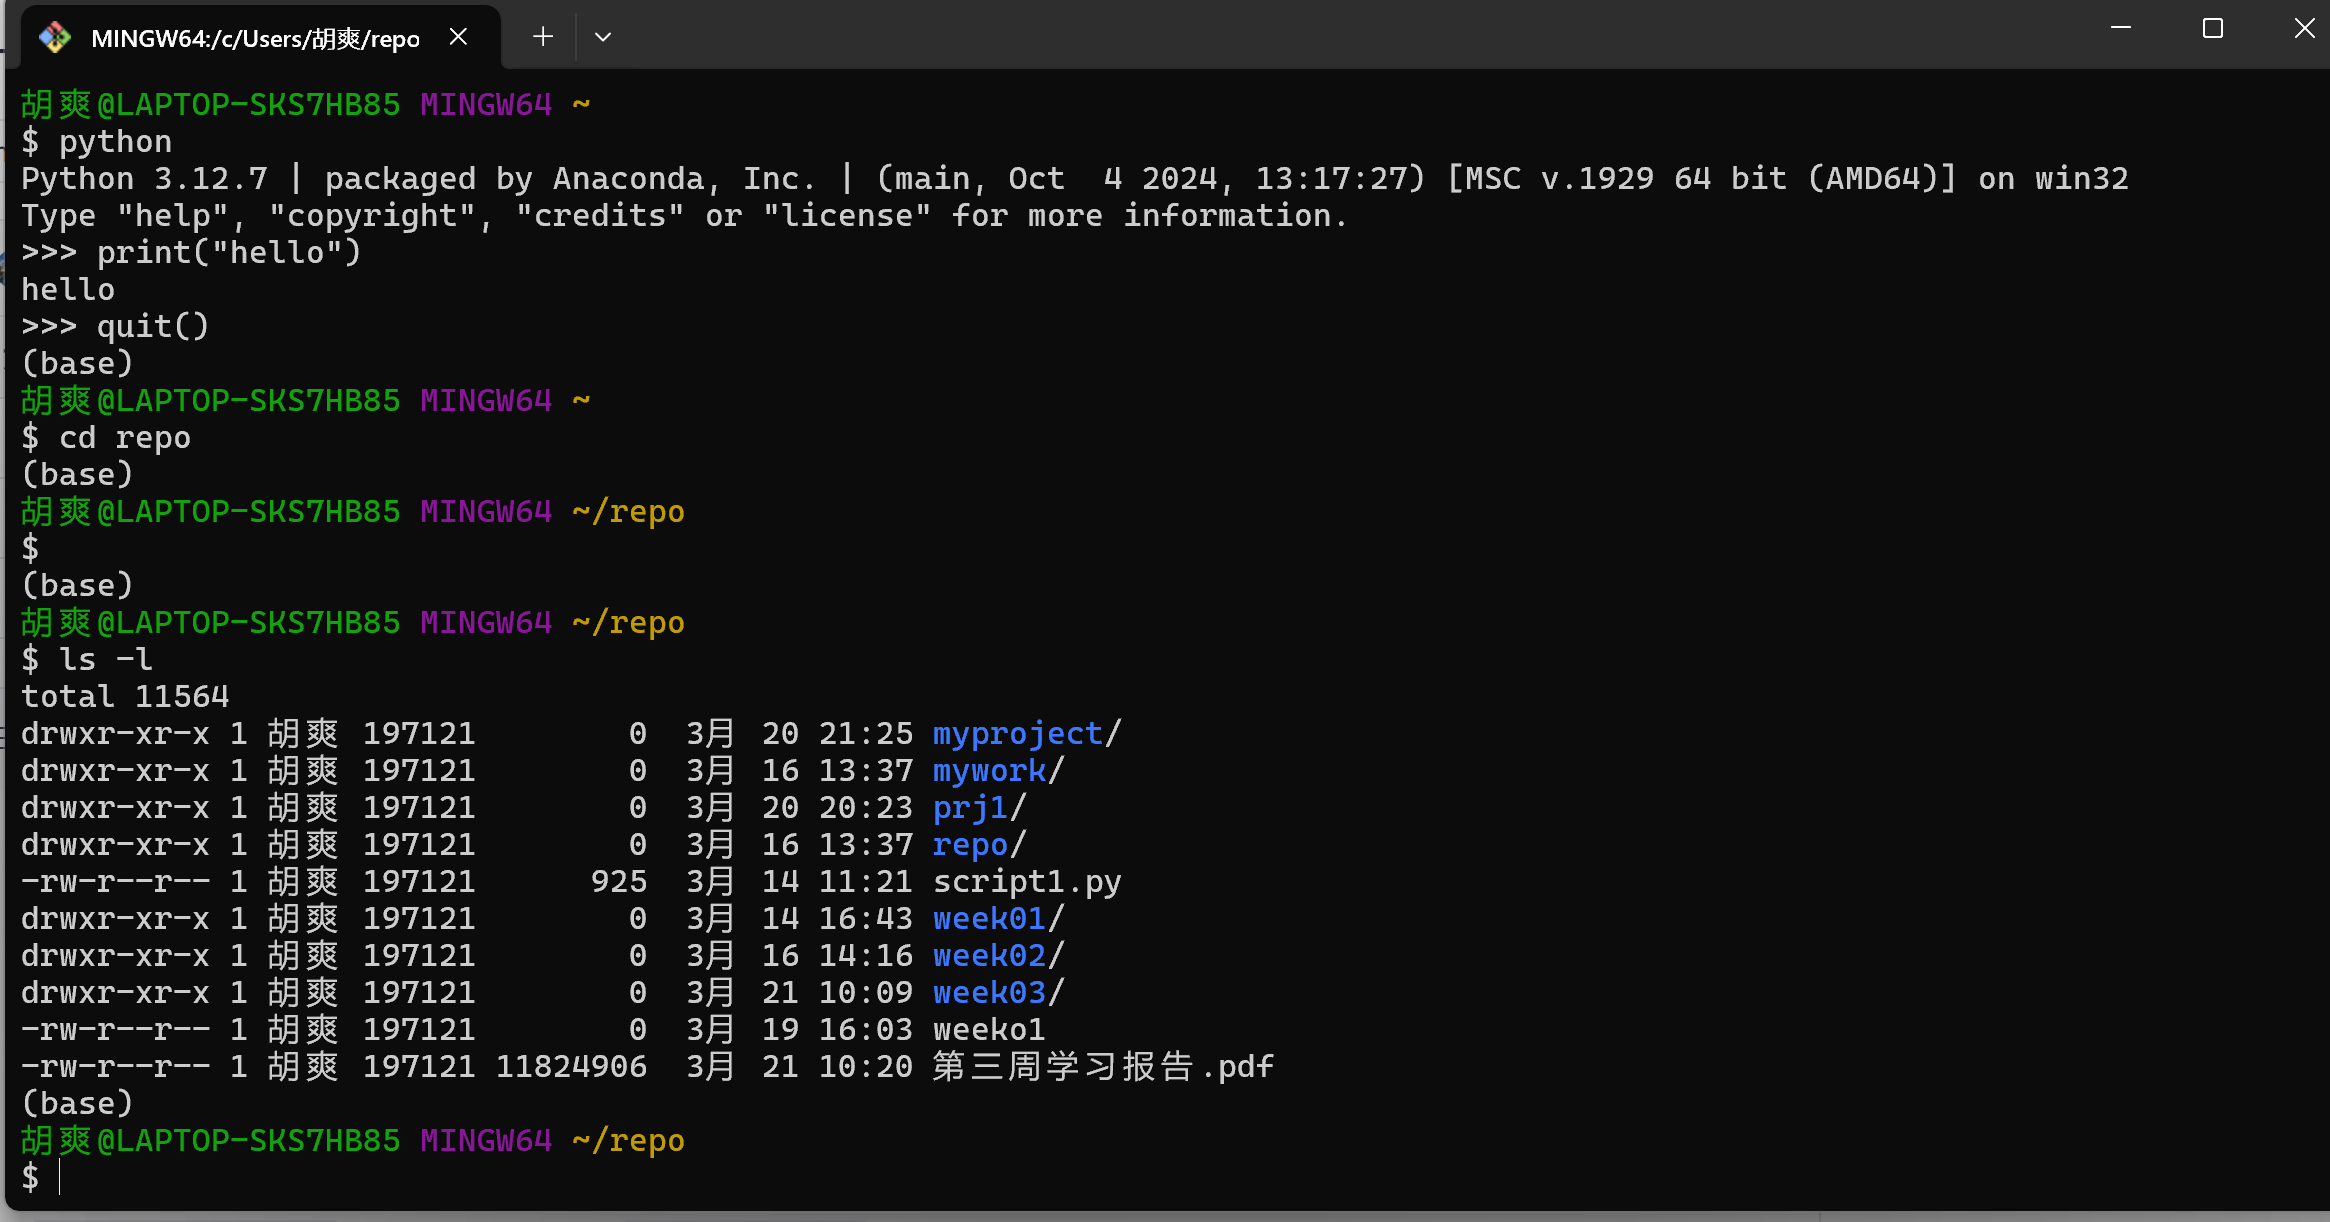 MINGW64:/c/Users/胡爽/repo
胡爽@LAPTOP-SKS7HB85 MINGW64 ~
$ python
Python 3.12.7 | packaged by Anaconda, Inc. | (main, Oct  4 2024, 13:17:27) [MSC v.1929 64 bit (AMD64)] on win32
Type "help", "copyright", "credits" or "license" for more information.
>>> print("hello")
hello
>>> quit()
(base)
胡爽@LAPTOP-SKS7HB85 MINGW64 ~
$ cd repo
(base)
胡爽@LAPTOP-SKS7HB85 MINGW64 ~/repo
$
(base)
胡爽@LAPTOP-SKS7HB85 MINGW64 ~/repo
$ ls -l
total 11564
drwxr-xr-x 1 胡爽 197121        0  3月 20 21:25 myproject/
drwxr-xr-x 1 胡爽 197121        0  3月 16 13:37 mywork/
drwxr-xr-x 1 胡爽 197121        0  3月 20 20:23 prj1/
drwxr-xr-x 1 胡爽 197121        0  3月 16 13:37 repo/
-rw-r--r-- 1 胡爽 197121      925  3月 14 11:21 script1.py
drwxr-xr-x 1 胡爽 197121        0  3月 14 16:43 week01/
drwxr-xr-x 1 胡爽 197121        0  3月 16 14:16 week02/
drwxr-xr-x 1 胡爽 197121        0  3月 21 10:09 week03/
-rw-r--r-- 1 胡爽 197121        0  3月 19 16:03 weeko1
-rw-r--r-- 1 胡爽 197121 11824906  3月 21 10:20 第三周学习报告.pdf
(base)
胡爽@LAPTOP-SKS7HB85 MINGW64 ~/repo
$